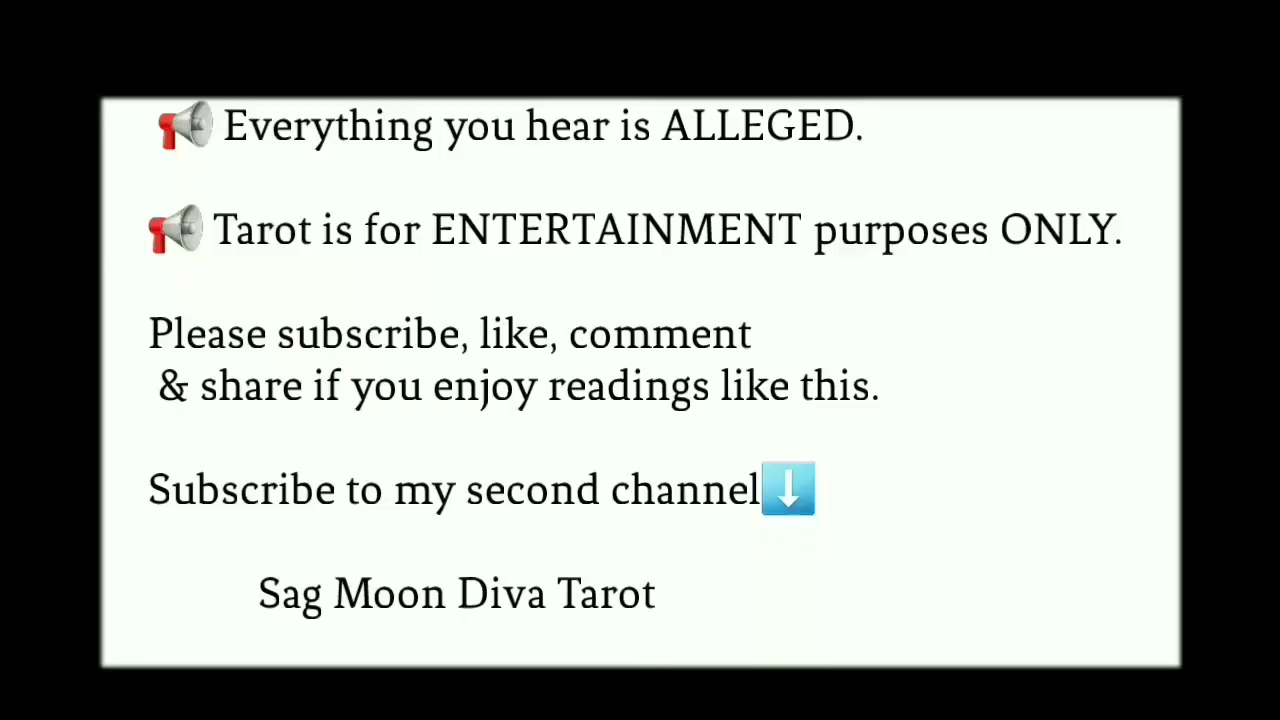 📢 Everything you hear is ALLEGED.
📢 Tarot is for ENTERTAINMENT purposes ONLY.
Please subscribe, like, comment
& share if you enjoy readings like this.
Subscribe to my second channel⬇️
Sag Moon Diva Tarot